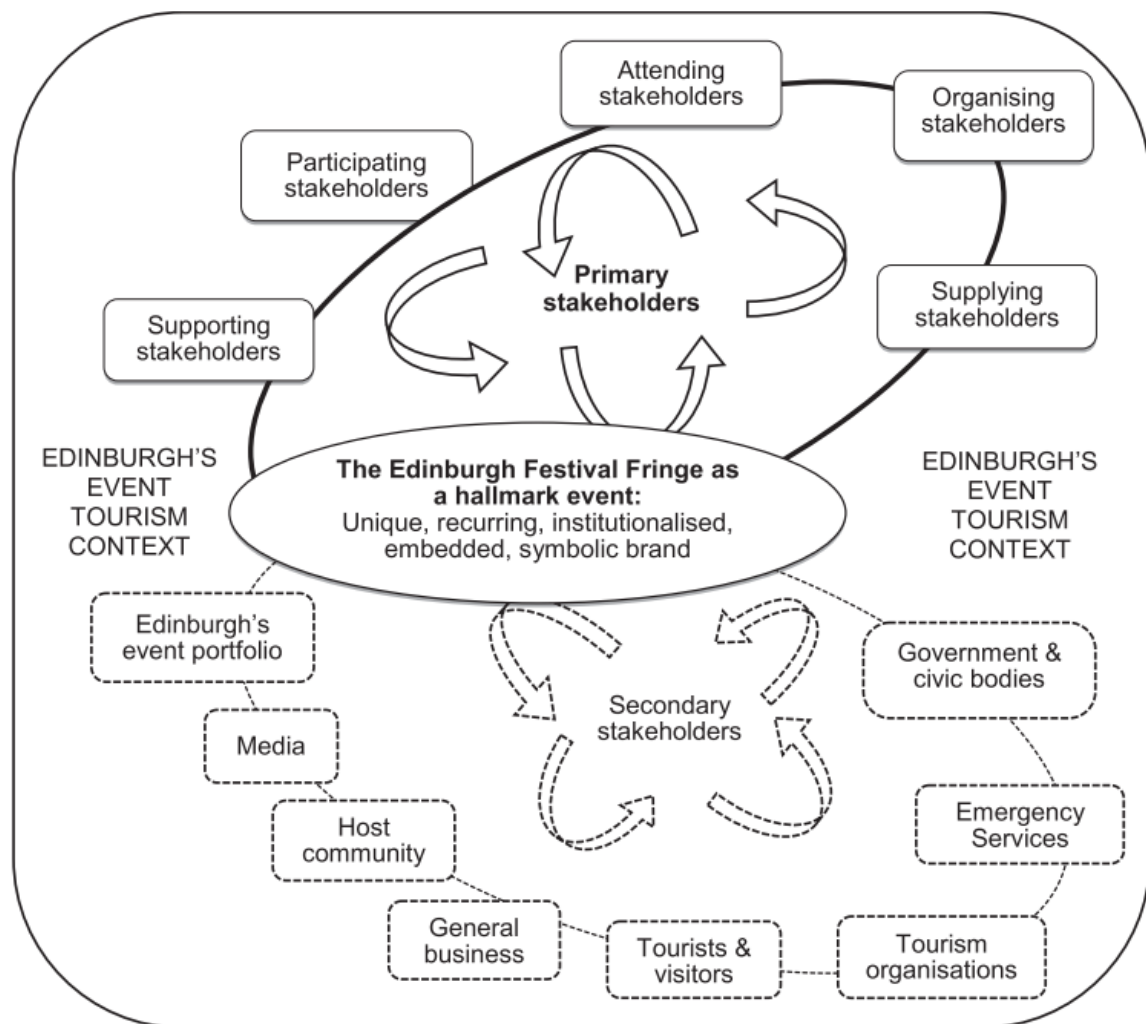 Attending
stakeholders
Organising
stakeholders
Participating
stakeholders
Primary
stakeholders
Supplying
stakeholders
Supporting
stakeholders
EDINBURGH'S
EVENT
TOURISM
CONTEXT
The Edinburgh Festival Fringe as
a hallmark event:
Unique, recurring, institutionalised,
embedded, symbolic brand
EDINBURGH'S
EVENT
TOURISM
CONTEXT
Edinburgh's
event portfolio
Government &
civic bodies
Secondary
stakeholders
Media
Host
community
Emergency
Services
General
business
Tourists &
visitors
Tourism
organisations